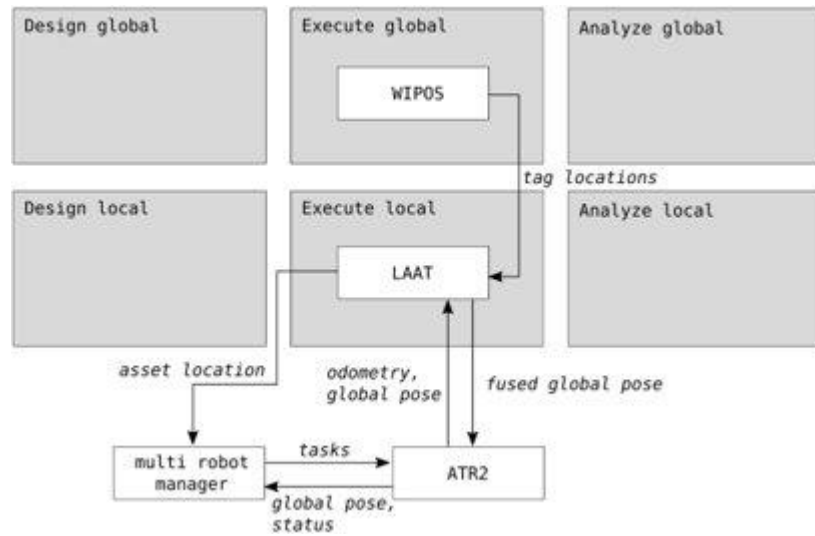 Design global
Execute global
Analyze global
WIPOS
tag locations
Design local
Execute local
Analyze local
LAAT
asset location
odometry,
global pose
fused global pose
multi robot
manager
tasks
ATR2
global pose,
status